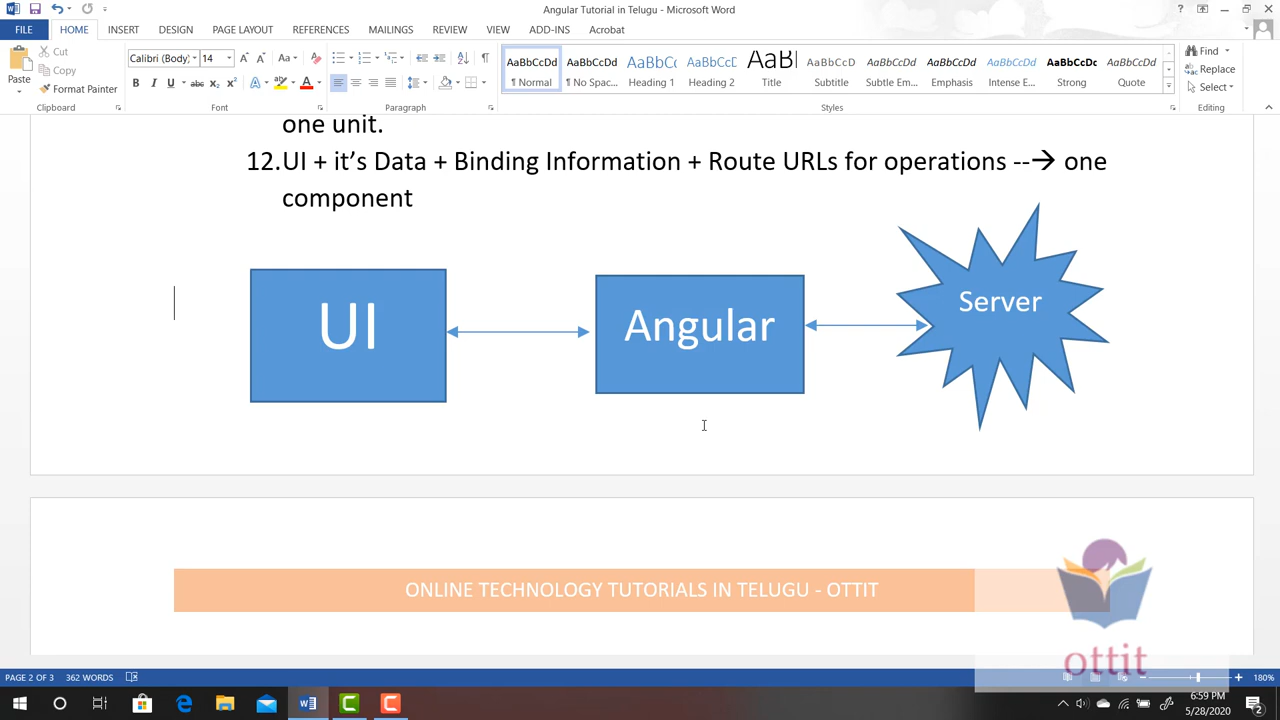 Angular Tutorial in Telugu - Microsoft Word
FILE HOME INSERT DESIGN PAGE LAYOUT REFERENCES MAILINGS REVIEW VIEW ADD-INS Acrobat
Paste
Cut
Copy
Format Painter
Clipboard
Calibri (Body) 14
Font
Paragraph
AaBbCcDd AaBbCcDd AaBbCc AaBbCcD AaBl AaBbCcD AaBbCcDd AaBbCcDd AaBbCcDd AaBbCcDc AaBbCcDd
¶ Normal ¶ No Spac... Heading 1 Heading 2 Title Subtitle Subtle Em... Emphasis Intense E... Strong Quote
Styles
Find
Replace
Select
Editing
one unit.
12.UI + it’s Data + Binding Information + Route URLs for operations --→ one
component
UI
Angular
Server
ONLINE TECHNOLOGY TUTORIALS IN TELUGU - OTTIT
ottit
PAGE 2 OF 3 362 WORDS
180%
6:59 PM
5/28/2020
2